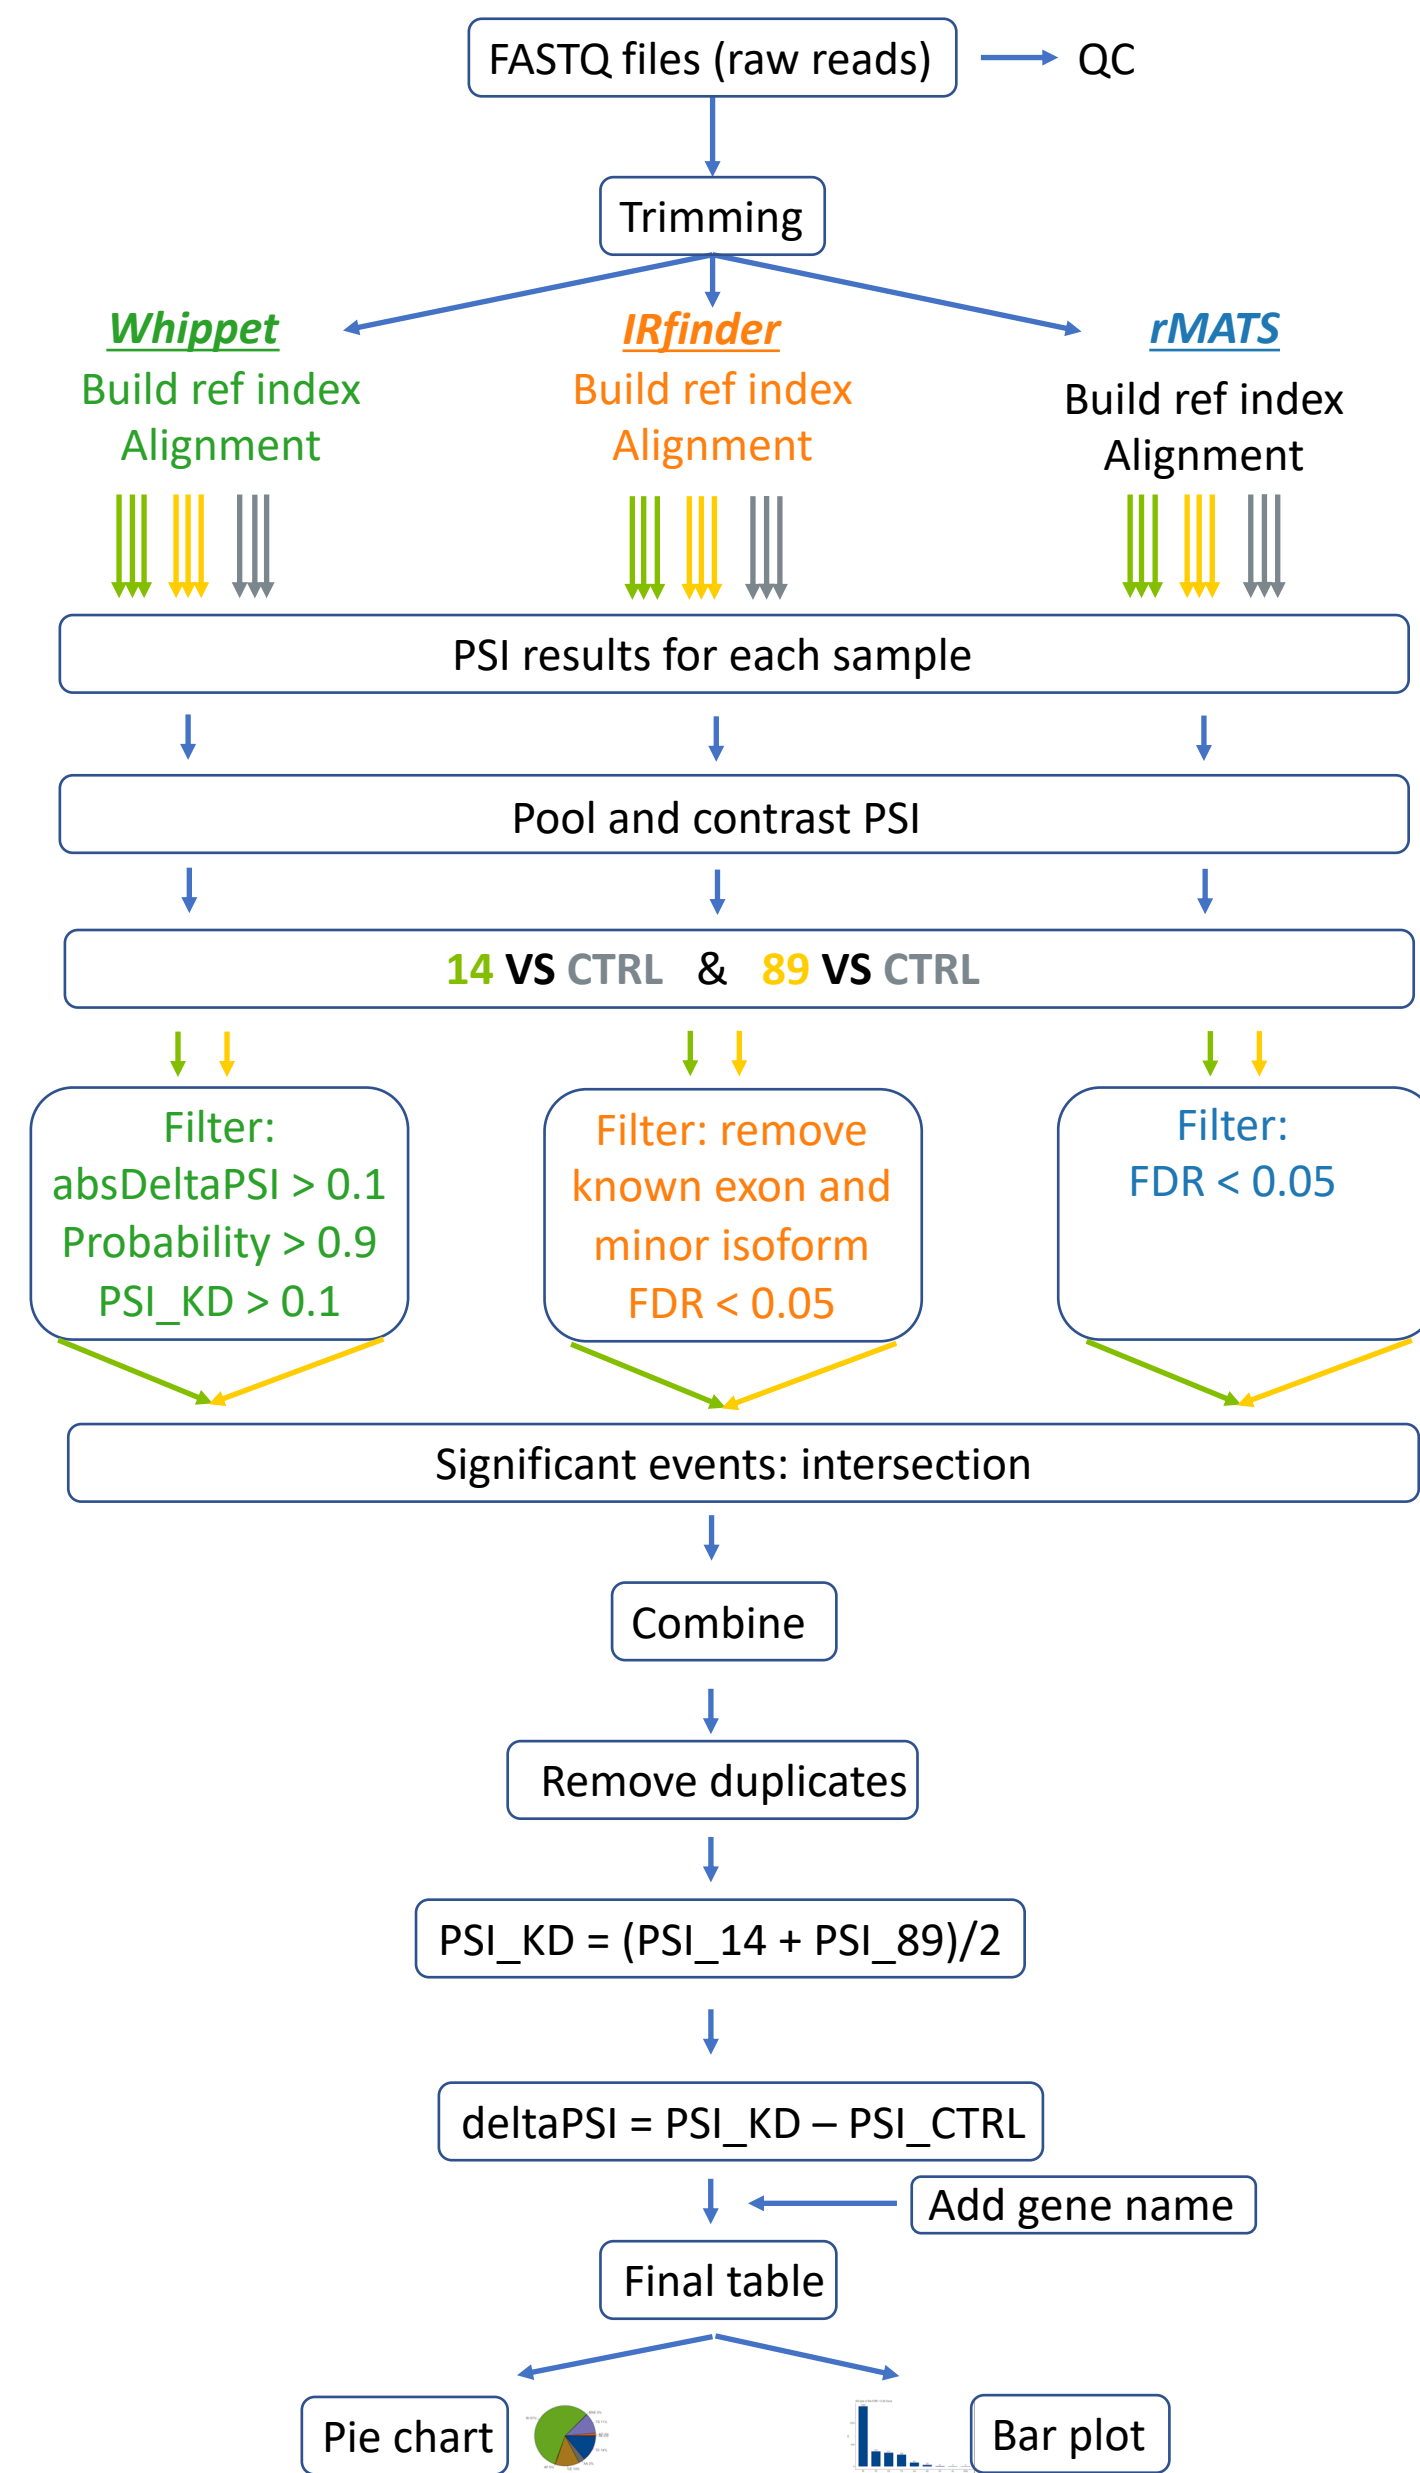 FASTQ files (raw reads)
QC
Trimming
Whippet
Build ref index
Alignment
IRfinder
Build ref index
Alignment
rMATS
Build ref index
Alignment
PSI results for each sample
Pool and contrast PSI
14 VS CTRL & 89 VS CTRL
Filter:
absDeltaPSI > 0.1
Probability > 0.9
PSI_KD > 0.1
Filter: remove
known exon and
minor isoform
FDR < 0.05
Filter:
FDR < 0.05
Significant events: intersection
Combine
Remove duplicates
PSI_KD = (PSI_14 + PSI_89)/2
deltaPSI = PSI_KD – PSI_CTRL
Add gene name
Final table
Pie chart
Bar plot